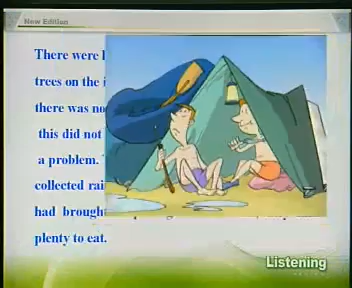 New Edition
There were
trees on the
there was no
this did not
a problem.
collected
had brought
plenty to eat.
Listening